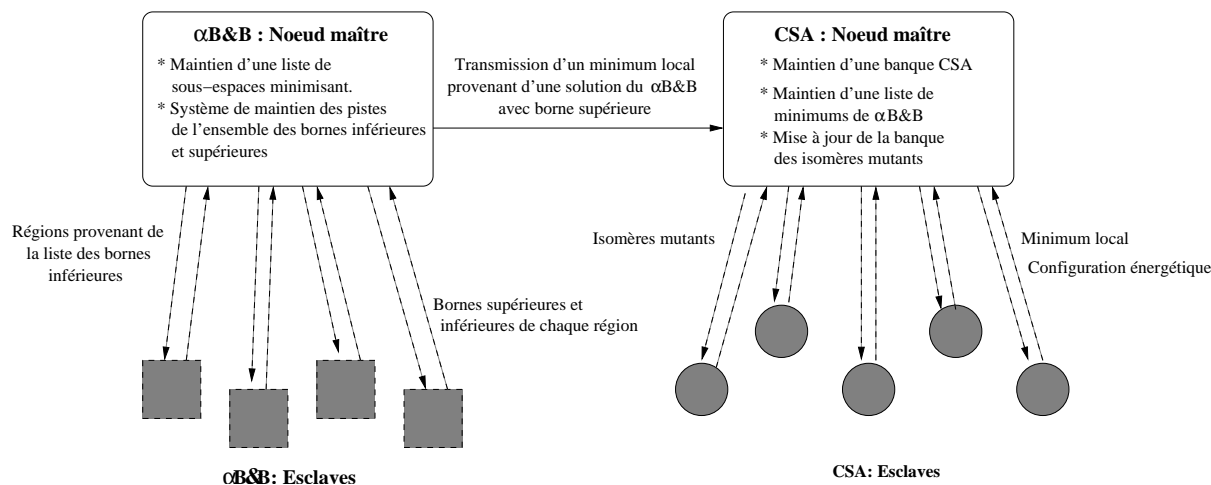 αB&B : Noeud maître
* Maintien d'une liste de
sous−espaces minimisant.
* Système de maintien des pistes
de l'ensemble des bornes inférieures
et supérieures
Transmission d'un minimum local
provenant d'une solution du αB&B
avec borne supérieure
CSA : Noeud maître
* Maintien d'une banque CSA
* Maintien d'une liste de
minimums de αB&B
* Mise à jour de la banque
des isomères mutants
Régions provenant de
la liste des bornes
inférieures
Bornes supérieures et
inférieures de chaque région
Isomères mutants
Minimum local
Configuration énergétique
αB&B: Esclaves
CSA: Esclaves